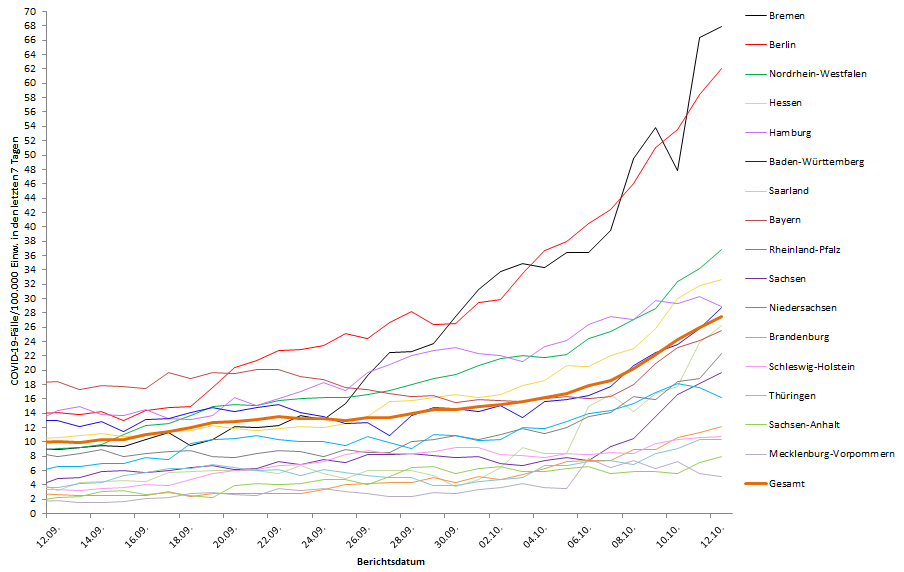 COVID-19-Fälle/100.000 Einw. in den letzten 7 Tagen
70
68
66
64
62
60
58
56
54
52
50
48
46
44
42
40
38
36
34
32
30
28
26
24
22
20
18
16
14
12
10
8
6
4
2
0
12.09.
14.09.
16.09.
18.09.
20.09.
22.09.
24.09.
26.09.
28.09.
30.09.
02.10.
04.10.
06.10.
08.10.
10.10.
12.10.
Berichtsdatum
Bremen
Berlin
Nordrhein-Westfalen
Hessen
Hamburg
Baden-Württemberg
Saarland
Bayern
Rheinland-Pfalz
Sachsen
Niedersachsen
Brandenburg
Schleswig-Holstein
Thüringen
Sachsen-Anhalt
Mecklenburg-Vorpommern
Gesamt